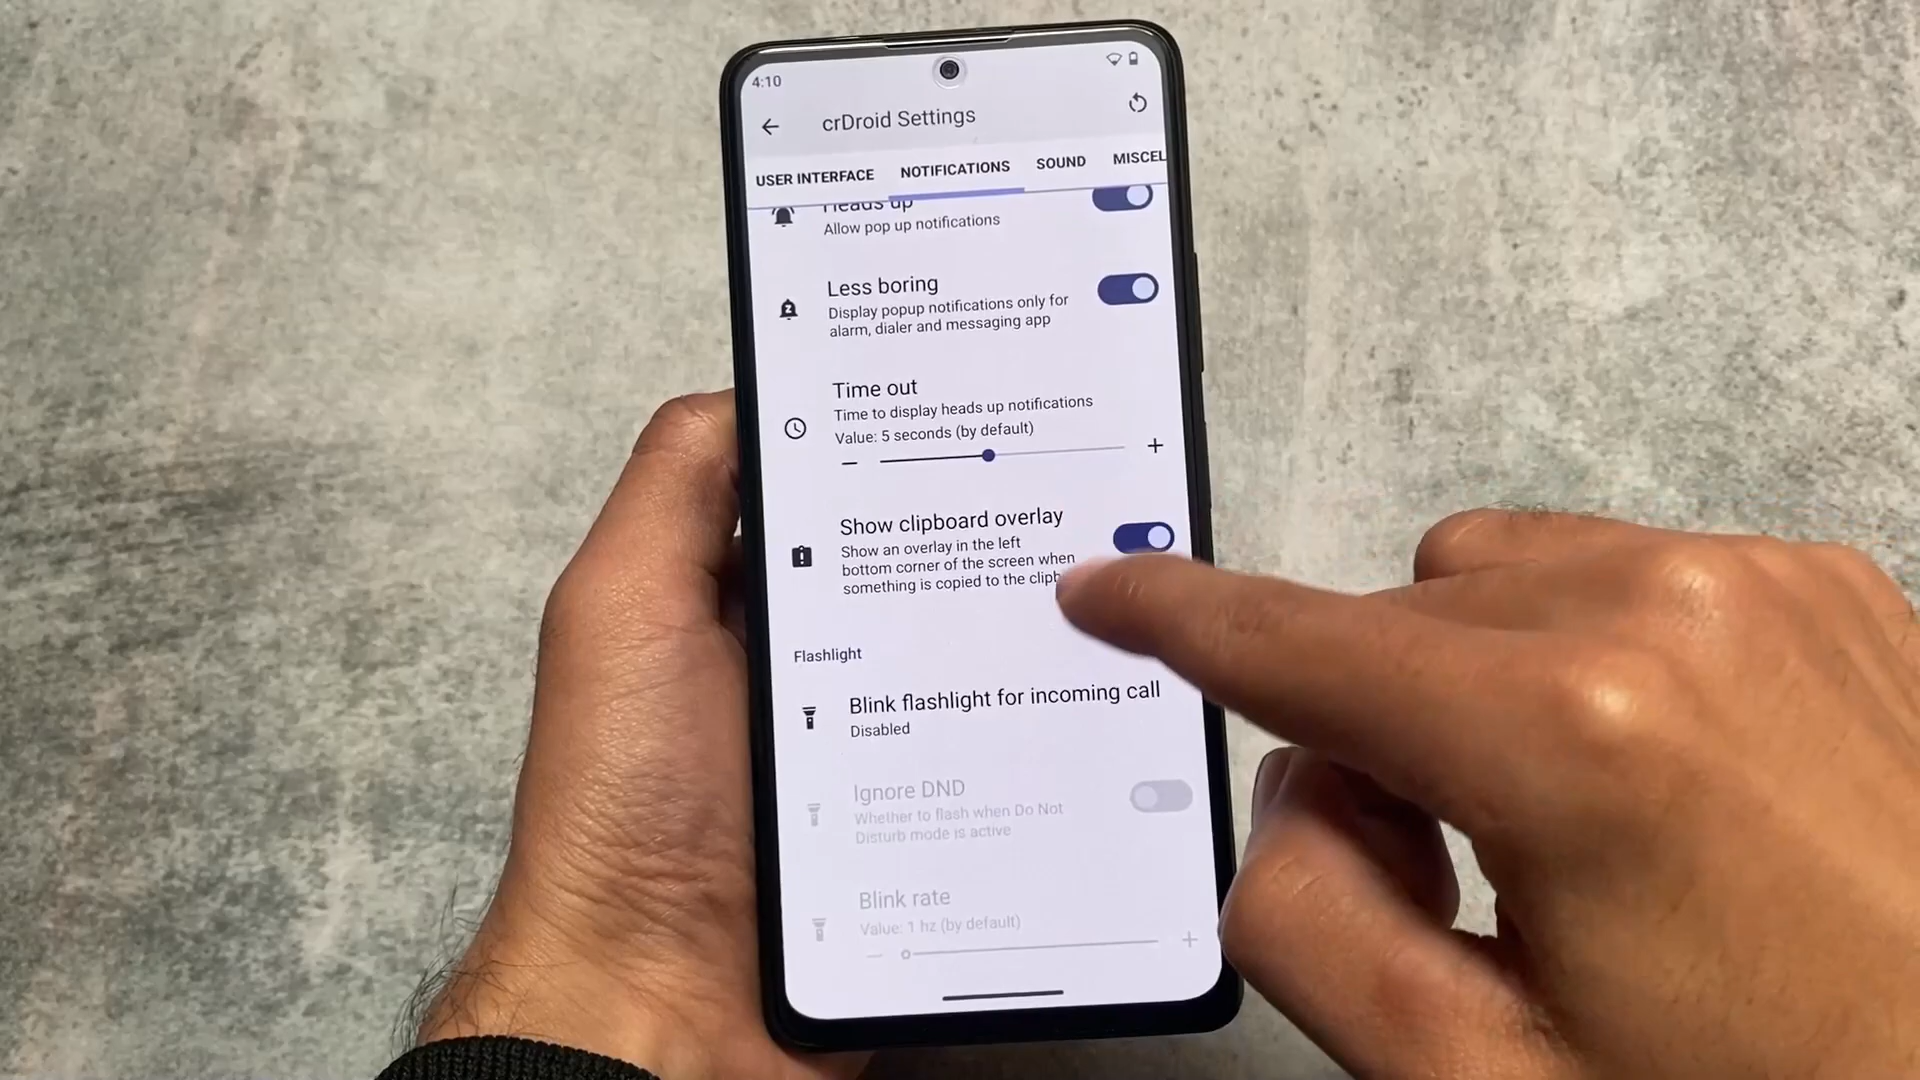 4:10
crDroid Settings
USER INTERFACE NOTIFICATIONS SOUND MISCEL
Heads up
Allow pop up notifications
Less boring
Display popup notifications only for
alarm, dialer and messaging app
Time out
Time to display heads up notifications
Value: 5 seconds (by default)
Show clipboard overlay
Show an overlay in the left
bottom corner of the screen when
something is copied to the clipb
Flashlight
Blink flashlight for incoming call
Disabled
Ignore DND
Whether to flash when Do Not
Disturb mode is active
Blink rate
Value: 1 hz (by default)